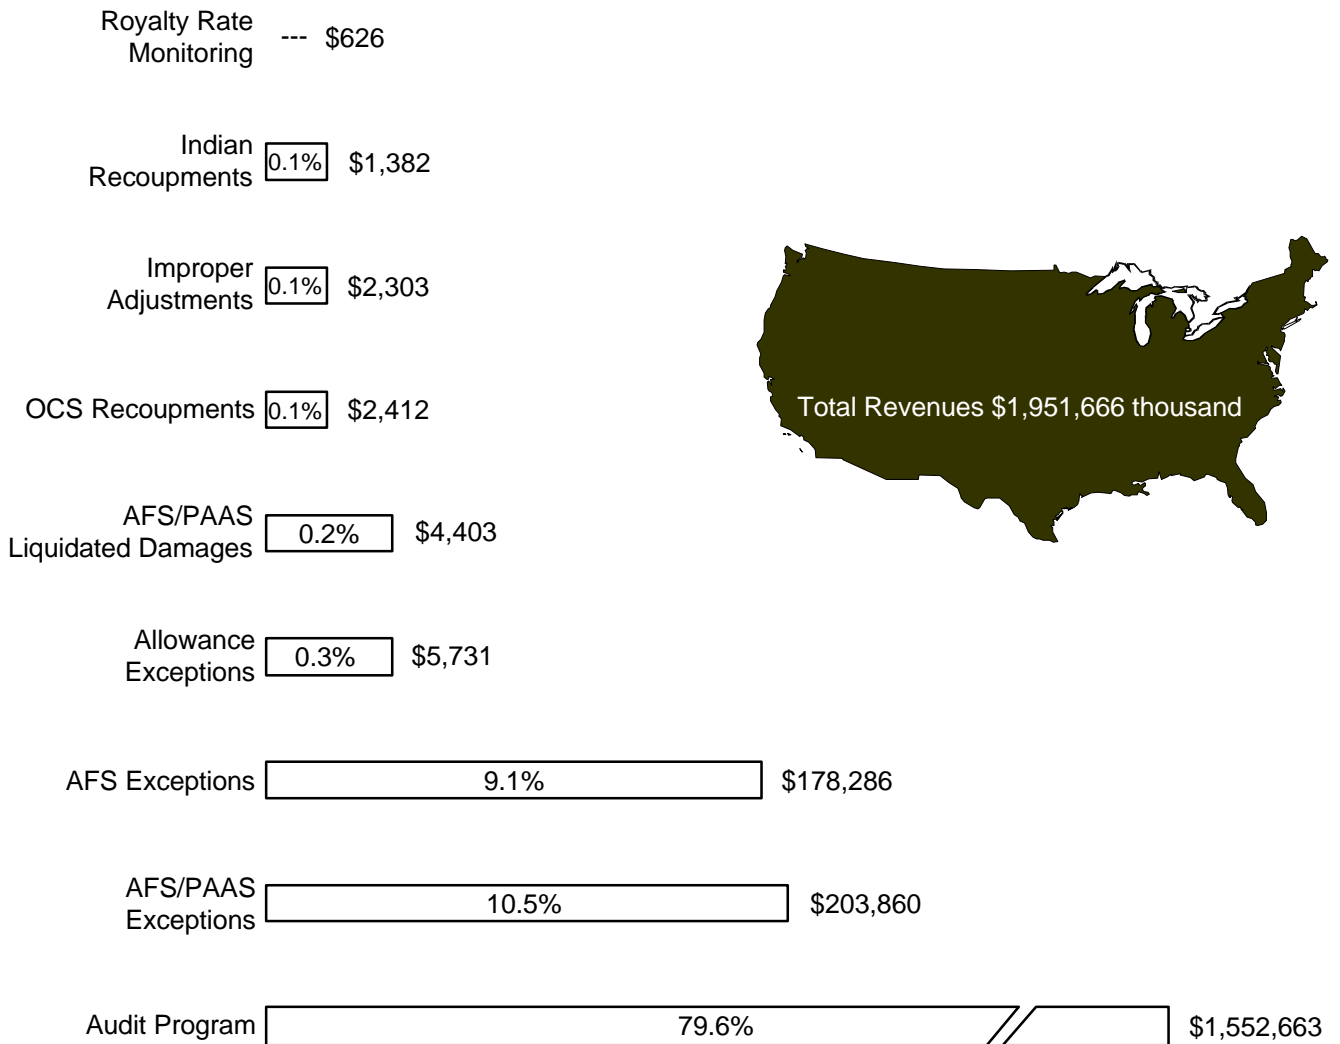 Royalty Rate
Monitoring
--- $626
Indian
Recoupments
0.1% $1,382
Improper
Adjustments
0.1% $2,303
OCS Recoupments 0.1% $2,412
Total Revenues $1,951,666 thousand
AFS/PAAS
Liquidated Damages
0.2% $4,403
Allowance
Exceptions
0.3% $5,731
AFS Exceptions 9.1% $178,286
AFS/PAAS
Exceptions
10.5% $203,860
Audit Program 79.6% $1,552,663